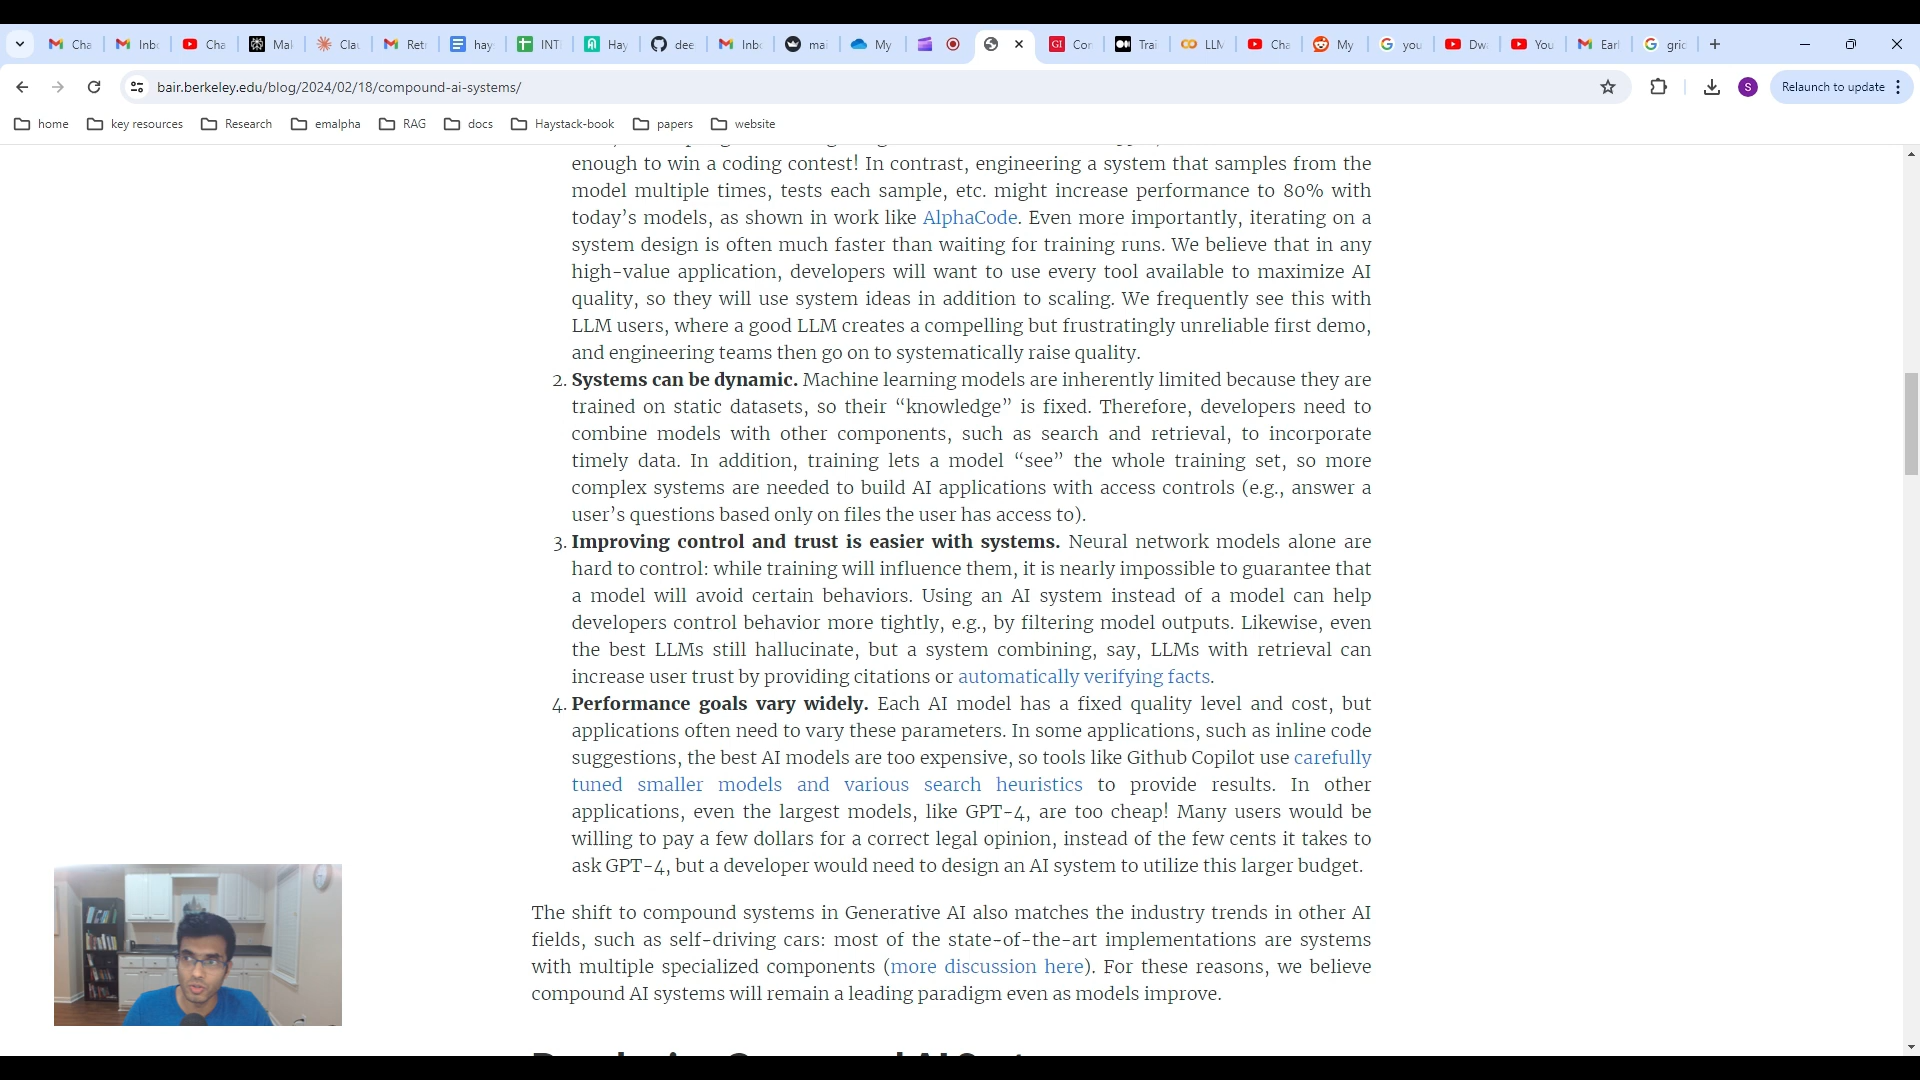 Cha
Inb
Cha
Mal
Cla
Ret
hay
INT
Hay
dee
Inb
mai
My
Cor
Trai
LLM
Cha
My
you
Dw
You
Earl
gric
bair.berkeley.edu/blog/2024/02/18/compound-ai-systems/
S
Relaunch to update
home
key resources
Research
emalpha
RAG
docs
Haystack-book
papers
website
enough to win a coding contest! In contrast, engineering a system that samples from the
model multiple times, tests each sample, etc. might increase performance to 80% with
today’s models, as shown in work like AlphaCode. Even more importantly, iterating on a
system design is often much faster than waiting for training runs. We believe that in any
high-value application, developers will want to use every tool available to maximize AI
quality, so they will use system ideas in addition to scaling. We frequently see this with
LLM users, where a good LLM creates a compelling but frustratingly unreliable first demo,
and engineering teams then go on to systematically raise quality.
2. Systems can be dynamic. Machine learning models are inherently limited because they are
trained on static datasets, so their “knowledge” is fixed. Therefore, developers need to
combine models with other components, such as search and retrieval, to incorporate
timely data. In addition, training lets a model “see” the whole training set, so more
complex systems are needed to build AI applications with access controls (e.g., answer a
user’s questions based only on files the user has access to).
3. Improving control and trust is easier with systems. Neural network models alone are
hard to control: while training will influence them, it is nearly impossible to guarantee that
a model will avoid certain behaviors. Using an AI system instead of a model can help
developers control behavior more tightly, e.g., by filtering model outputs. Likewise, even
the best LLMs still hallucinate, but a system combining, say, LLMs with retrieval can
increase user trust by providing citations or automatically verifying facts.
4. Performance goals vary widely. Each AI model has a fixed quality level and cost, but
applications often need to vary these parameters. In some applications, such as inline code
suggestions, the best AI models are too expensive, so tools like Github Copilot use carefully
tuned smaller models and various search heuristics to provide results. In other
applications, even the largest models, like GPT-4, are too cheap! Many users would be
willing to pay a few dollars for a correct legal opinion, instead of the few cents it takes to
ask GPT-4, but a developer would need to design an AI system to utilize this larger budget.
The shift to compound systems in Generative AI also matches the industry trends in other AI
fields, such as self-driving cars: most of the state-of-the-art implementations are systems
with multiple specialized components (more discussion here). For these reasons, we believe
compound AI systems will remain a leading paradigm even as models improve.